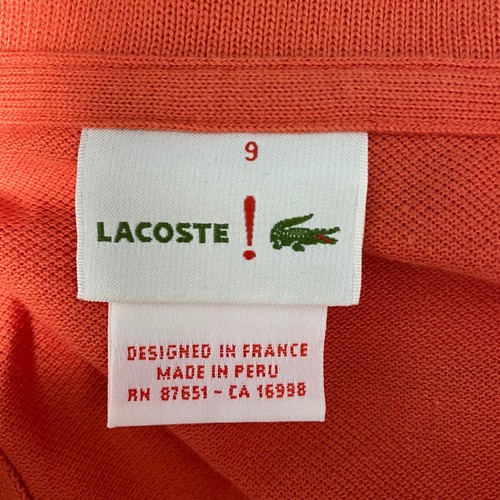 9
LACOSTE !
DESIGNED IN FRANCE
MADE IN PERU
RN 87651 - CA 16998